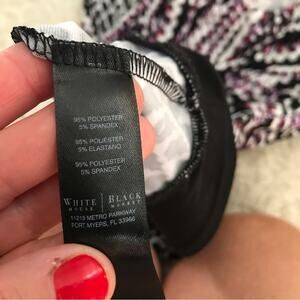 95% POLYESTER
5% SPANDEX
95% POLIÉSTER
5% ELASTANO
95% POLYESTER
5% SPANDEX
WHITE HOUSE | BLACK MARKET
11215 METRO PARKWAY
FORT MYERS, FL 33966